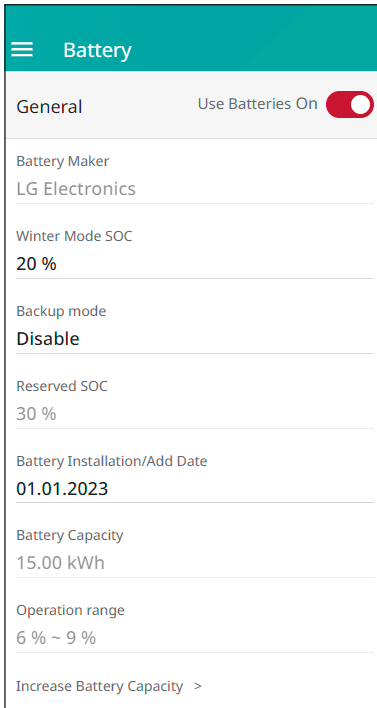 Battery
General
Use Batteries On
Battery Maker
LG Electronics
Winter Mode SOC
20 %
Backup mode
Disable
Reserved SOC
30 %
Battery Installation/Add Date
01.01.2023
Battery Capacity
15.00 kWh
Operation range
6 % ~ 9 %
Increase Battery Capacity >